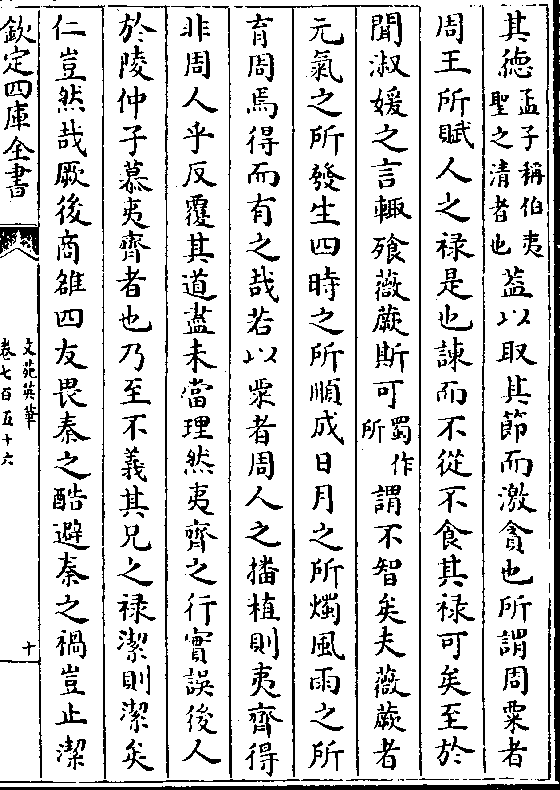 其德孟子稱伯夷聖之清者也葢以取其節而激貪也所謂周粟者
周王所賦人之禄是也諫而不從不食其禄可矣至於
聞淑媛之言輙飱薇蕨斯可蜀作所謂不智矣夫薇蕨者
元氣之所發生四時之所順成日月之所燭風雨之所
育周焉得而有之哉若以粟者周人之播植則夷齊得
非周人乎反覆其道盡未當理然夷齊之行實誤後人
於陵仲子慕夷齊者也乃至不義其兄之禄潔則潔矣
仁豈然哉厥後商雒四友畏秦之酷避秦之禍豈止潔
欽定四庫全書
文苑英華
卷七百五十六
十